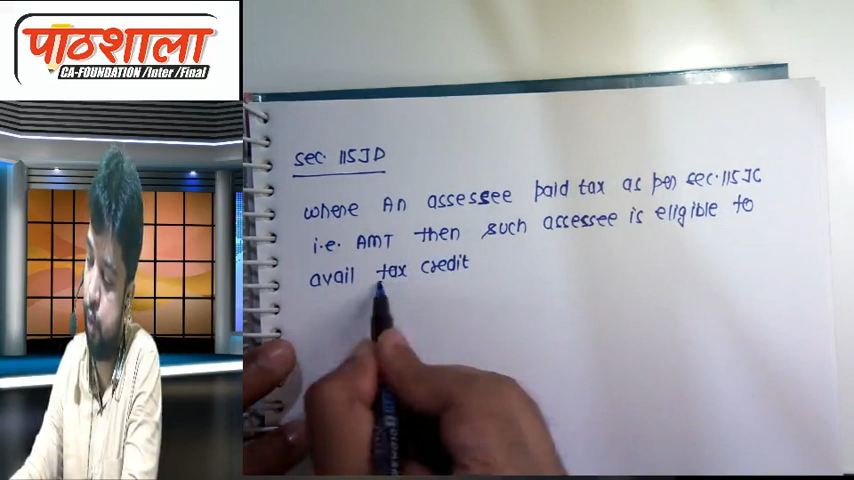 पाठशाला
CA-FOUNDATION /Inter /Final
sec. 115JD
where An assessee paid tax as per sec.115JC
i.e. AMT then such assessee is eligible to
avail tax credit